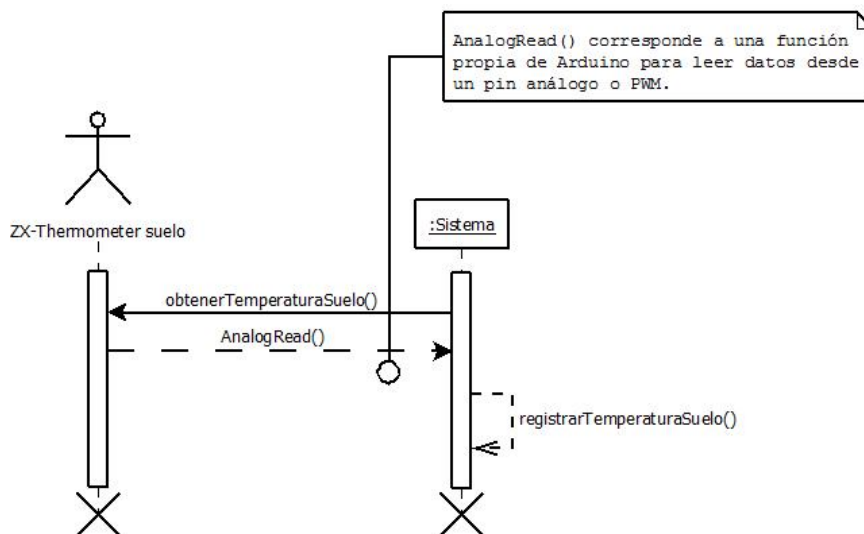 AnalogRead() corresponde a una función
propia de Arduino para leer datos desde
un pin análogo o PWM.
ZX-Thermometer suelo
:Sistema
obtenerTemperaturaSuelo()
AnalogRead()
registrarTemperaturaSuelo()